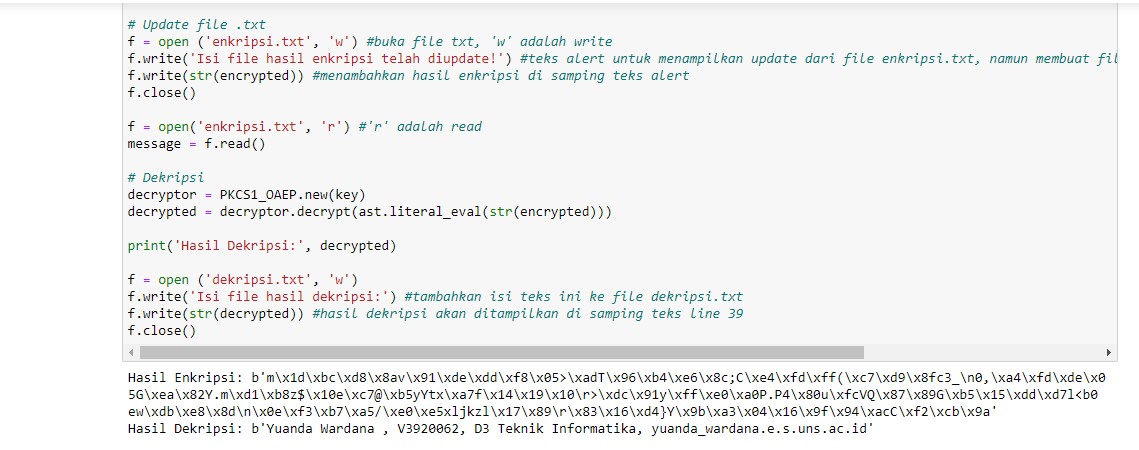 # Update file .txt
f = open ('enkripsi.txt', 'w') #buka file txt, 'w' adalah write
f.write('Isi file hasil enkripsi telah diupdate!') #teks alert untuk menampilkan update dari file enkripsi.txt, namun membuat fil
f.write(str(encrypted)) #menambahkan hasil enkripsi di samping teks alert
f.close()
f = open('enkripsi.txt', 'r') #'r' adalah read
message = f.read()
# Dekripsi
decryptor = PKCS1_OAEP.new(key)
decrypted = decryptor.decrypt(ast.literal_eval(str(encrypted)))
print('Hasil Dekripsi:', decrypted)
f = open ('dekripsi.txt', 'w')
f.write('Isi file hasil dekripsi:') #tambahkan isi teks ini ke file dekripsi.txt
f.write(str(decrypted)) #hasil dekripsi akan ditampilkan di samping teks line 39
f.close()
Hasil Enkripsi: b'm\x1d\xbc\xd8\x8av\x91\xde\xdd\xf8\x05>\xadT\x96\xb4\xe6\x8c;C\xe4\xfd\xff(\xc7\xd9\x8fc3_\n0,\xa4\xfd\xde\x0
5G\xea\x82Y.m\xd1\xb8z$\x10e\xc7@\xb5yYtx\xa7f\x14\x19\x10\r>\xdc\x91y\xff\xe0\xa0P.P4\x80u\xfcVQ\x87\x89G\xb5\x15\xdd\xd7l<b0
ew\xdb\xe8\x8d\n\x0e\xf3\xb7\xa5/\xe0\xe5xljkzl\x17\x89\r\x83\x16\xd4}Y\x9b\xa3\x04\x16\x9f\x94\xacC\xf2\xcb\x9a'
Hasil Dekripsi: b'Yuanda Wardana , V3920062, D3 Teknik Informatika, yuanda_wardana.e.s.uns.ac.id'